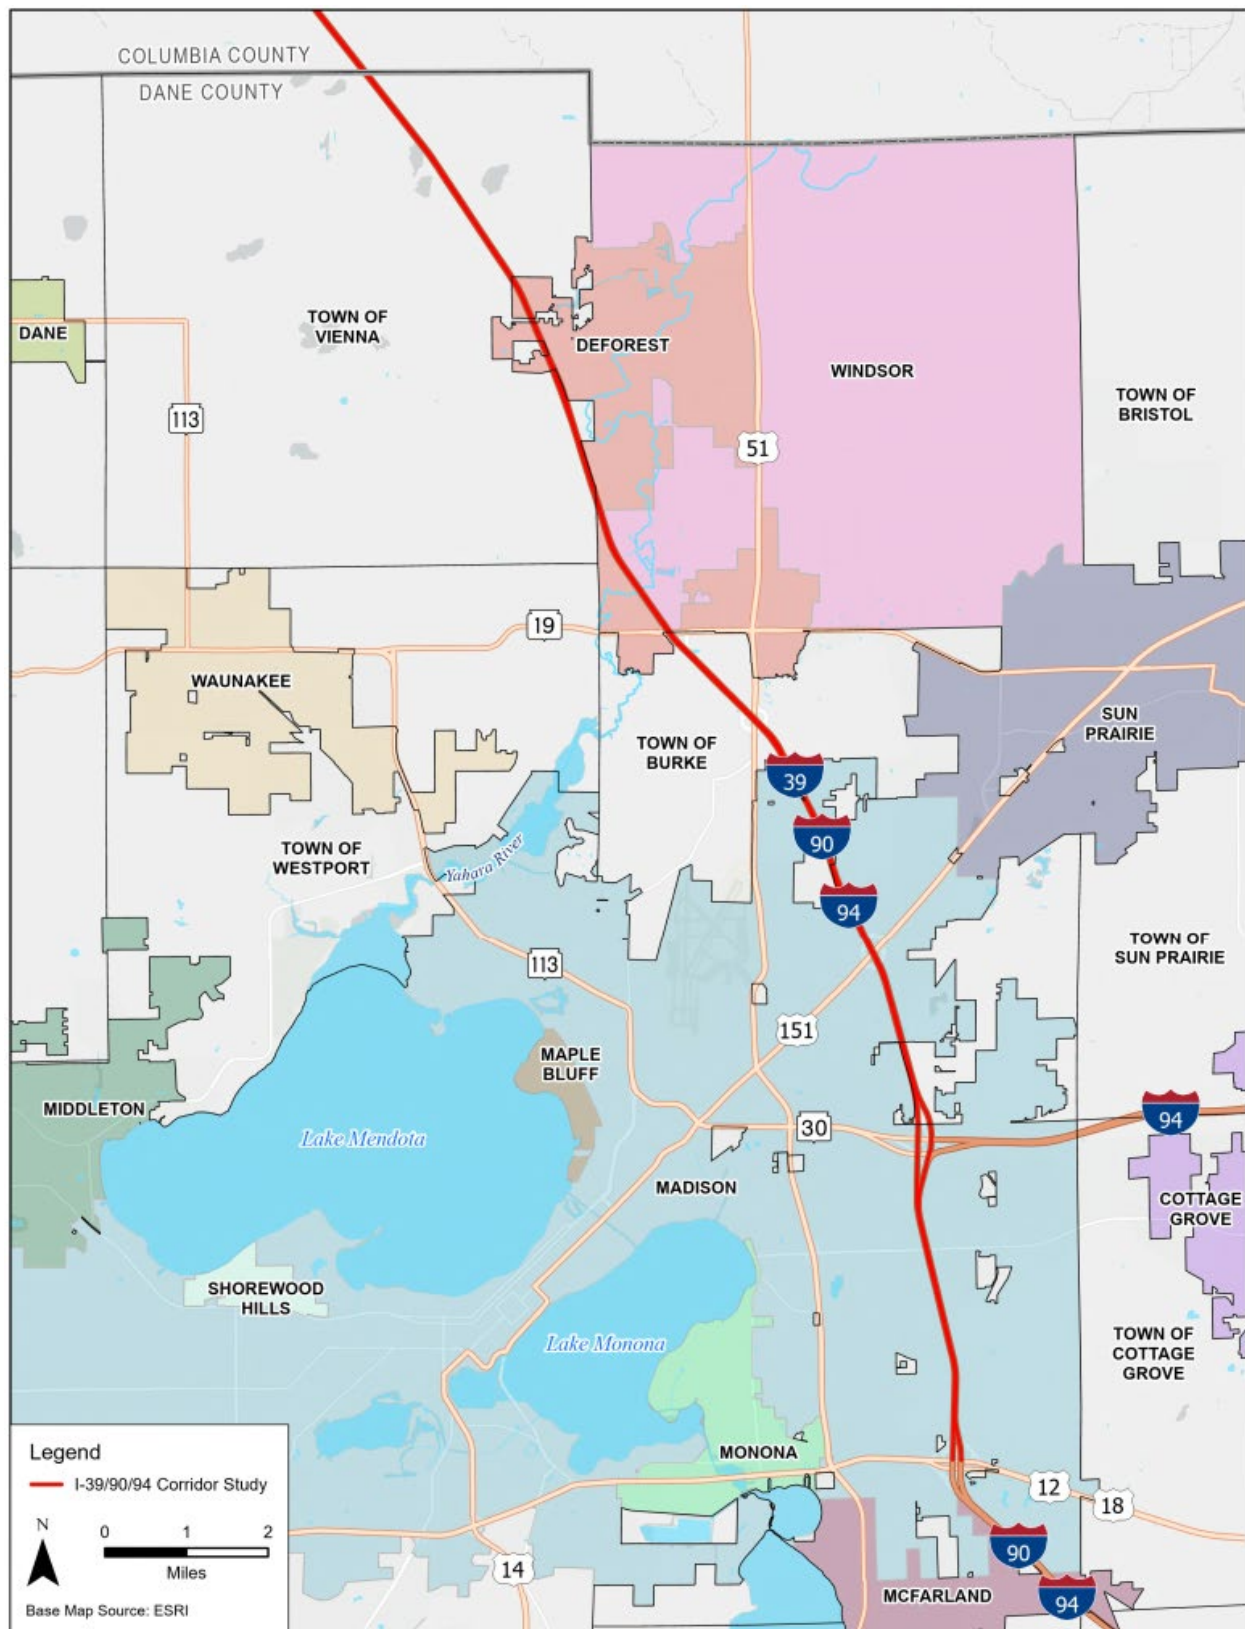 COLUMBIA COUNTY
DANE COUNTY
DANE
TOWN OF
VIENNA
DEFOREST
WINDSOR
TOWN OF
BRISTOL
113
51
19
WAUNAKEE
TOWN OF
BURKE
SUN
PRAIRIE
39
90
94
TOWN OF
WESTPORT
Yahara River
113
TOWN OF
SUN PRAIRIE
151
MAPLE
BLUFF
MIDDLETON
Lake Mendota
30
94
MADISON
COTTAGE
GROVE
SHOREWOOD
HILLS
Lake Monona
TOWN OF
COTTAGE
GROVE
MONONA
12
18
14
90
94
MCFARLAND
Legend
I-39/90/94 Corridor Study
N
0 1 2
Miles
Base Map Source: ESRI